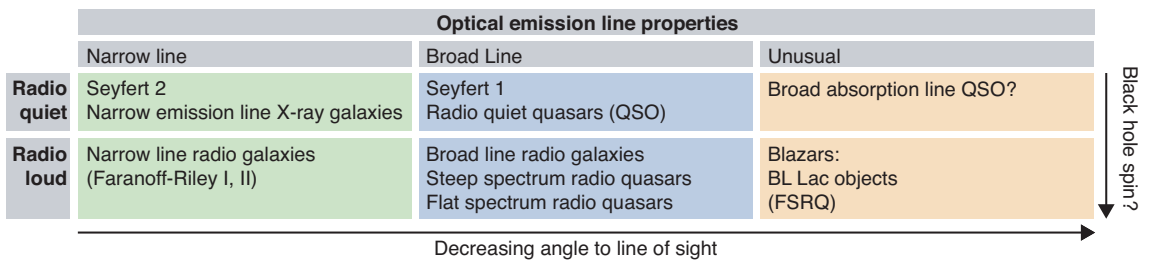 Optical emission line properties
Narrow line
Broad Line
Unusual
Radio
quiet
Seyfert 2
Narrow emission line X-ray galaxies
Seyfert 1
Radio quiet quasars (QSO)
Broad absorption line QSO?
Radio
loud
Narrow line radio galaxies
(Faranoff-Riley I, II)
Broad line radio galaxies
Steep spectrum radio quasars
Flat spectrum radio quasars
Blazars:
BL Lac objects
(FSRQ)
Black hole spin?
Decreasing angle to line of sight